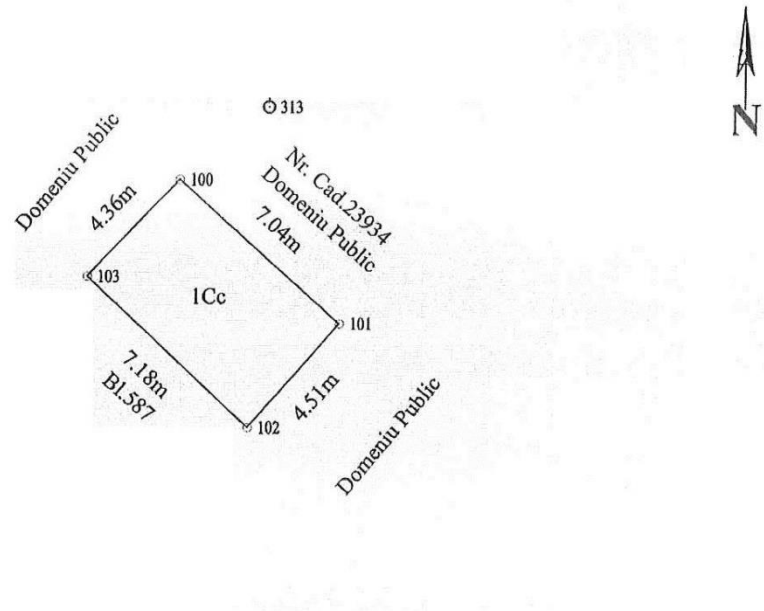 N
313
Domeniu Public
Nr. Cad.23934
Domeniu Public
7.04m
100
4.36m
103
1Cc
101
7.18m
Bl.587
4.51m
102
Domeniu Public